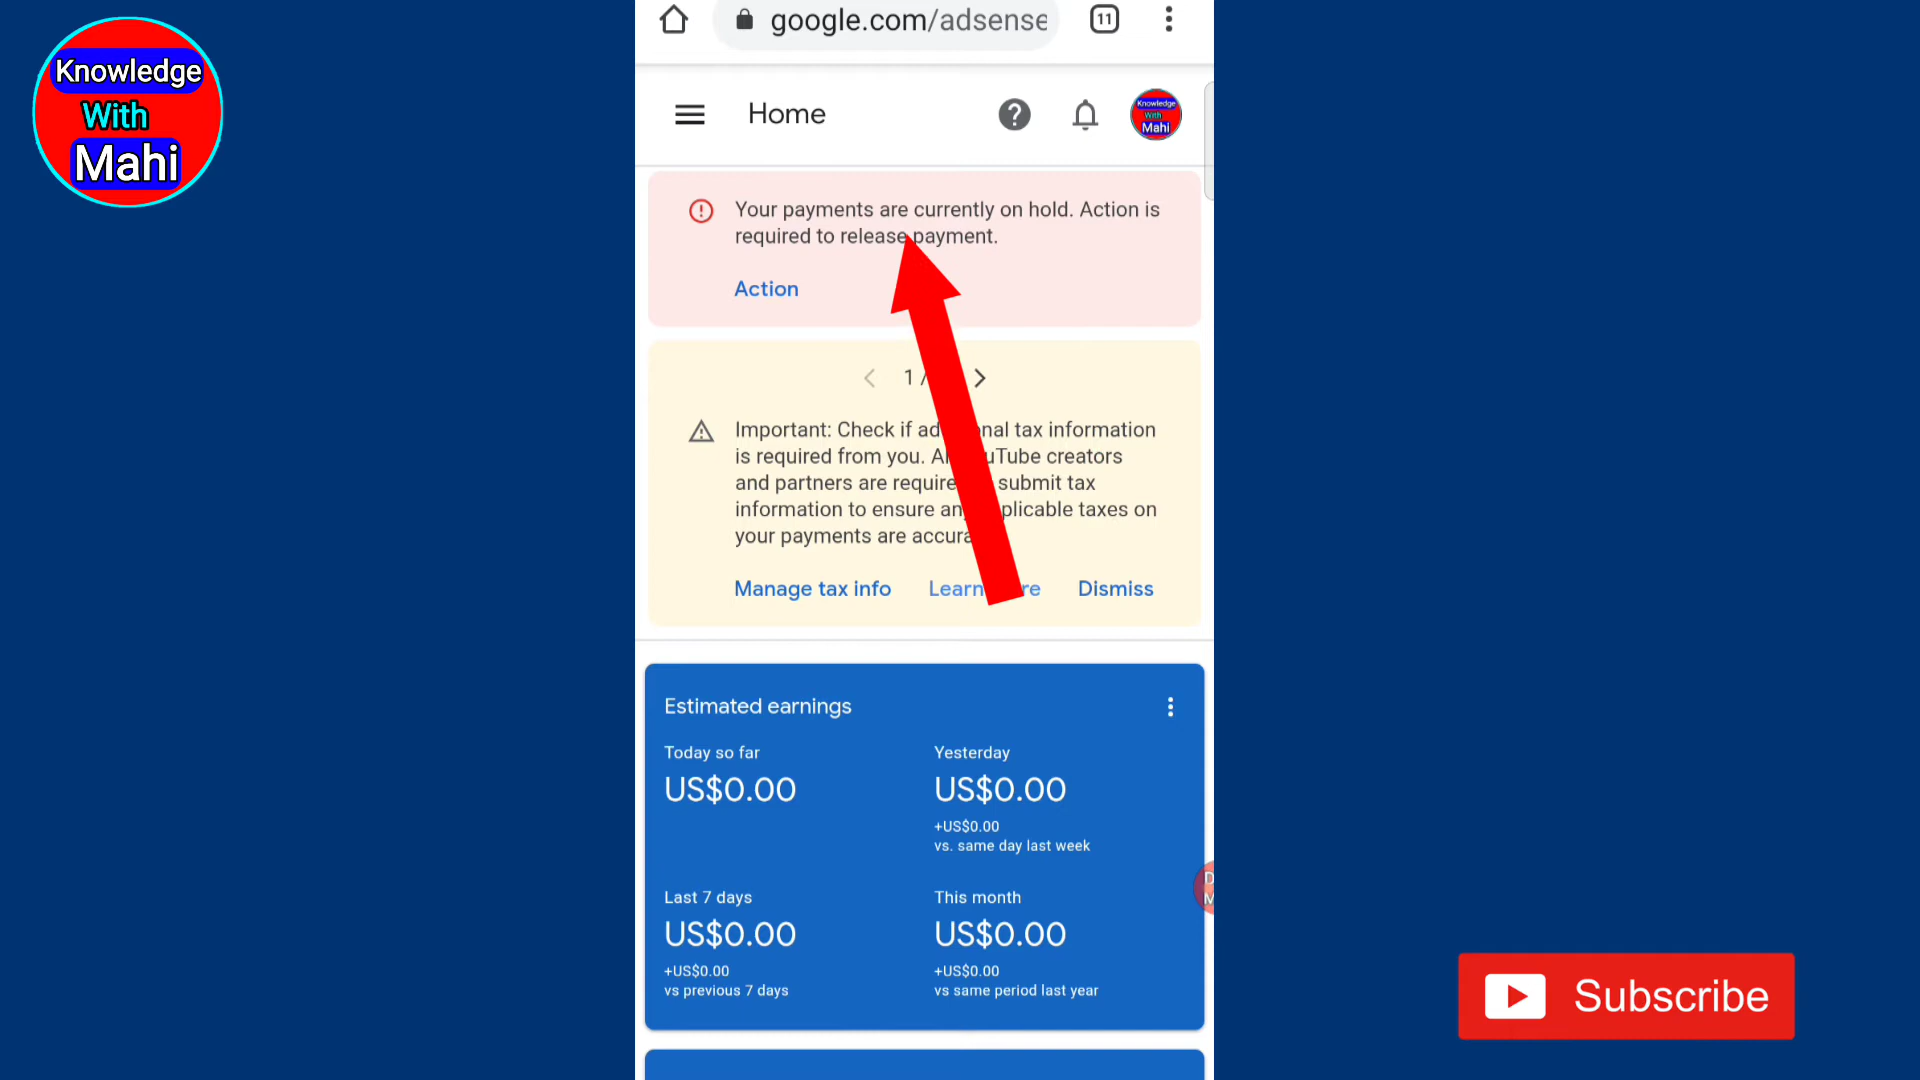 Knowledge
With
Mahi
google.com/adsense
11
Home
Knowledge
With
Mahi
Your payments are currently on hold. Action is
required to release payment.
Action
1 /
Important: Check if ad nal tax information
is required from you. Al uTube creators
and partners are require submit tax
information to ensure an plicable taxes on
your payments are accura
Manage tax info Learn re Dismiss
Estimated earnings
Today so far Yesterday
US$0.00 US$0.00
+US$0.00
vs. same day last week
Last 7 days This month
US$0.00 US$0.00
+US$0.00 +US$0.00
vs previous 7 days vs same period last year
D
M
Subscribe